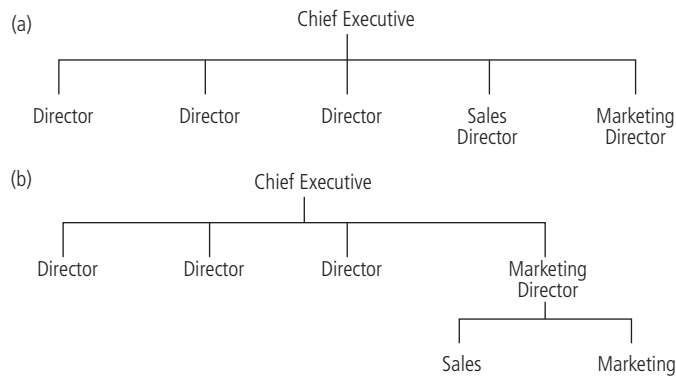 (a)
Chief Executive
Director Director Director Sales Director Marketing Director
(b)
Chief Executive
Director Director Director Marketing Director
Sales Marketing